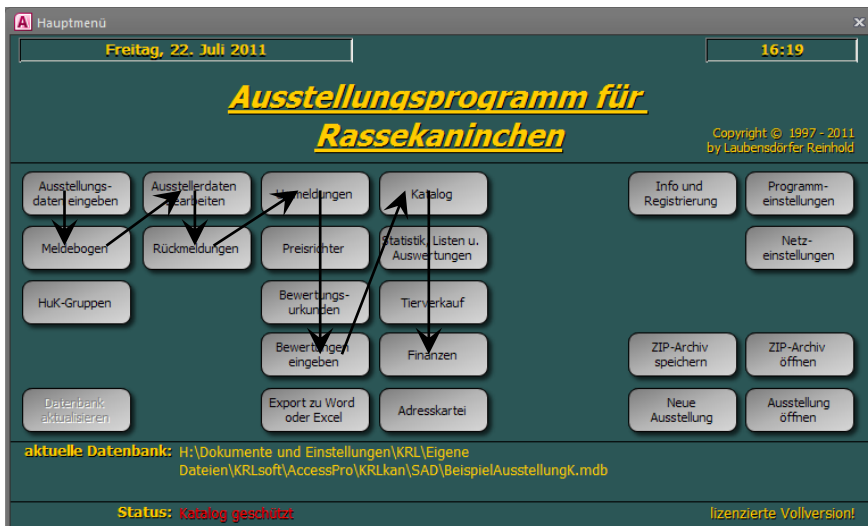 Hauptmenü
Freitag, 22. Juli 2011
16:19
Ausstellungsprogramm für
Rassekaninchen
Copyright © 1997 - 2011
by Laubensdörfer Reinhold
Ausstellungs-
daten eingeben
Ausstellerdaten
bearbeiten
Katalog
Info und
Registrierung
Programm-
einstellungen
Meldebogen
Rückmeldungen
Preisrichter
Statistik, Listen u.
Auswertungen
Netz-
einstellungen
HuK-Gruppen
Bewertungs-
urkunden
Tierverkauf
Bewertungen
eingeben
Finanzen
ZIP-Archiv
speichern
ZIP-Archiv
öffnen
Datenbank
aktualisieren
Export zu Word
oder Excel
Adresskartei
Neue
Ausstellung
Ausstellung
öffnen
aktuelle Datenbank: H:\Dokumente und Einstellungen\KRL\Eigene
Dateien\KRLsoft\AccessPro\KRLkan\SAD\BeispielAusstellungK.mdb
Status: Katalog geschützt
lizenzierte Vollversion!